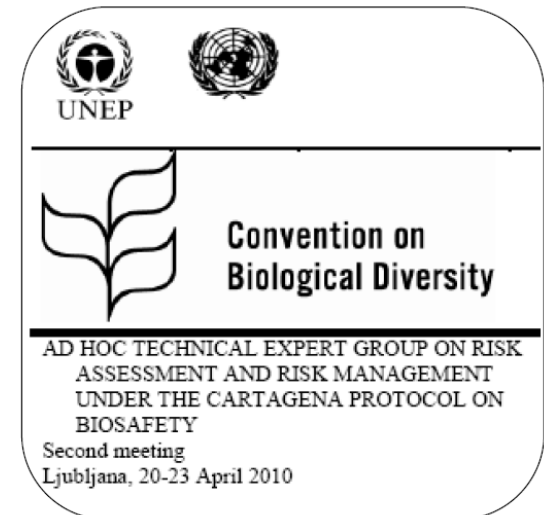 UNEP
Convention on
Biological Diversity
AD HOC TECHNICAL EXPERT GROUP ON RISK
ASSESSMENT AND RISK MANAGEMENT
UNDER THE CARTAGENA PROTOCOL ON
BIOSAFETY
Second meeting
Ljubljana, 20-23 April 2010